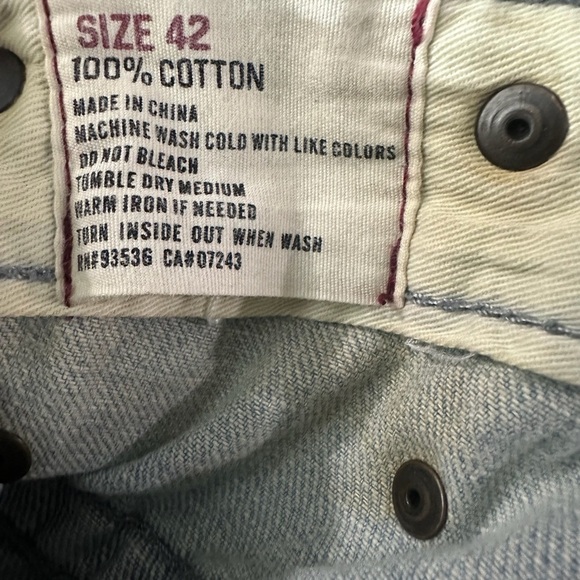 SIZE 42
100% COTTON
MADE IN CHINA
MACHINE WASH COLD WITH LIKE COLORS
DO NOT BLEACH
TUMBLE DRY MEDIUM
WARM IRON IF NEEDED
TURN INSIDE OUT WHEN WASH
RN#93536 CA#07243